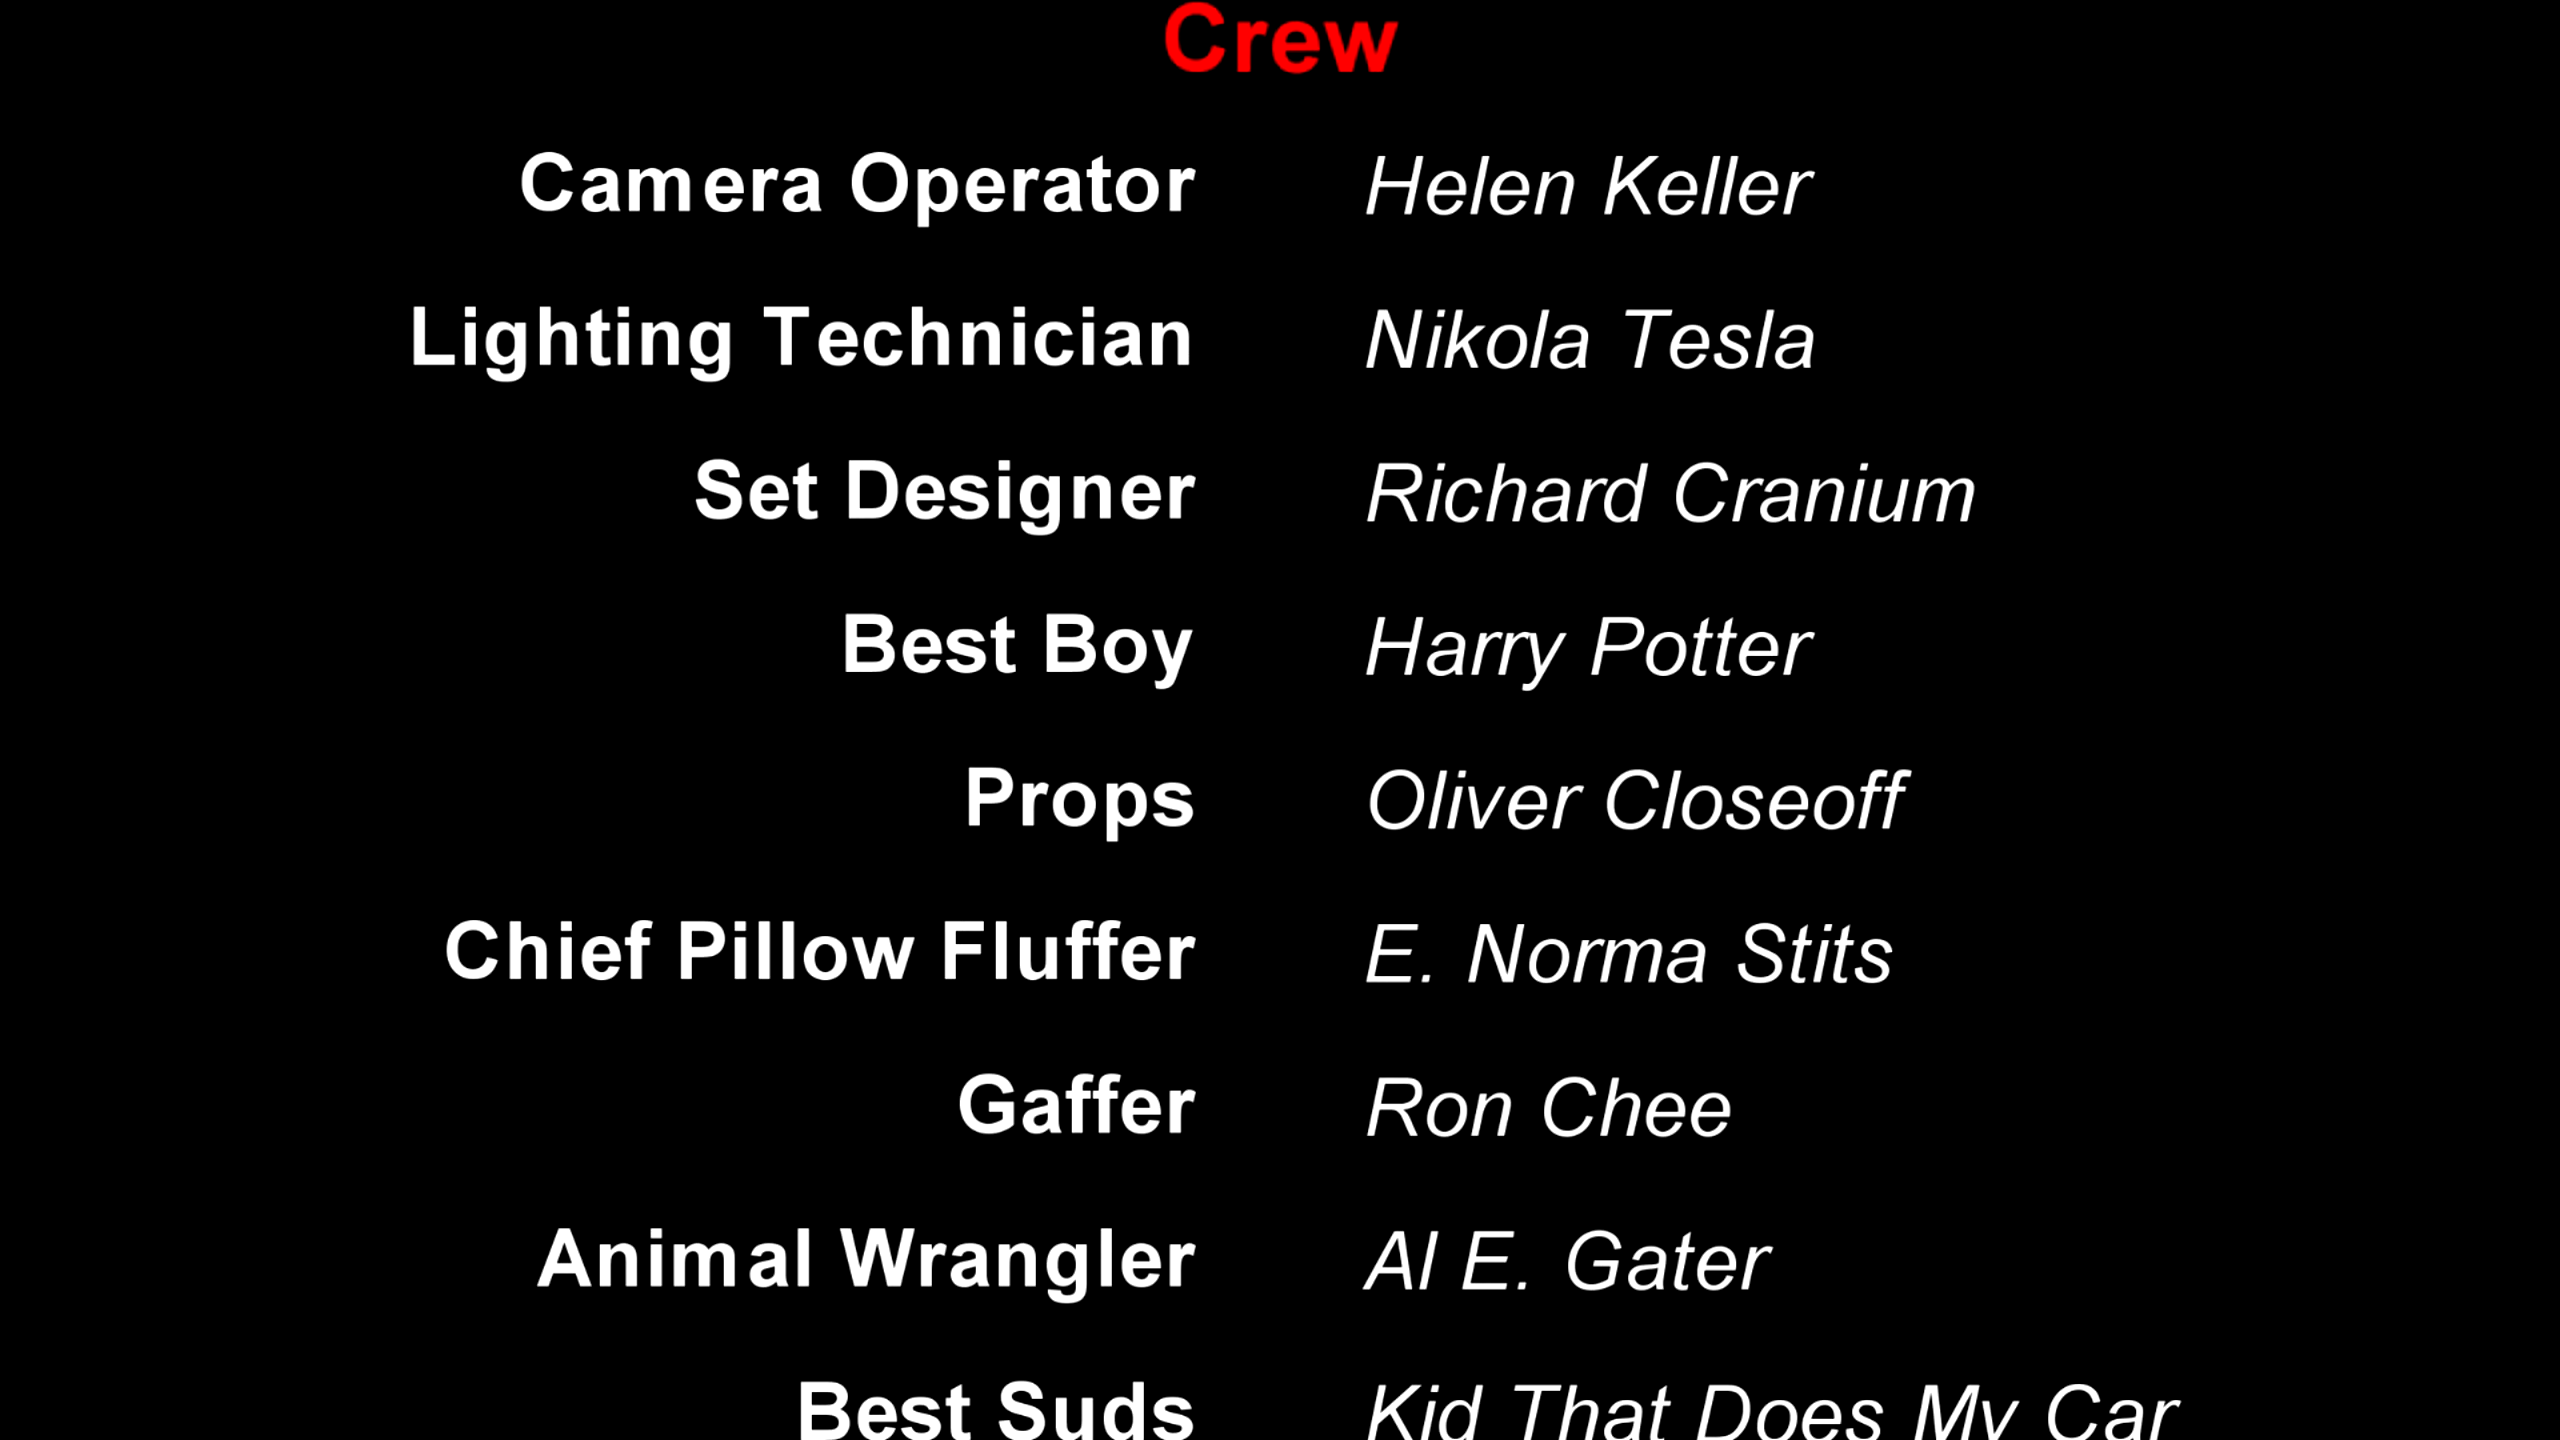 Crew
Camera Operator Helen Keller
Lighting Technician Nikola Tesla
Set Designer Richard Cranium
Best Boy Harry Potter
Props Oliver Closeoff
Chief Pillow Fluffer E. Norma Stits
Gaffer Ron Chee
Animal Wrangler Al E. Gater
Best Suds Kid That Does My Car